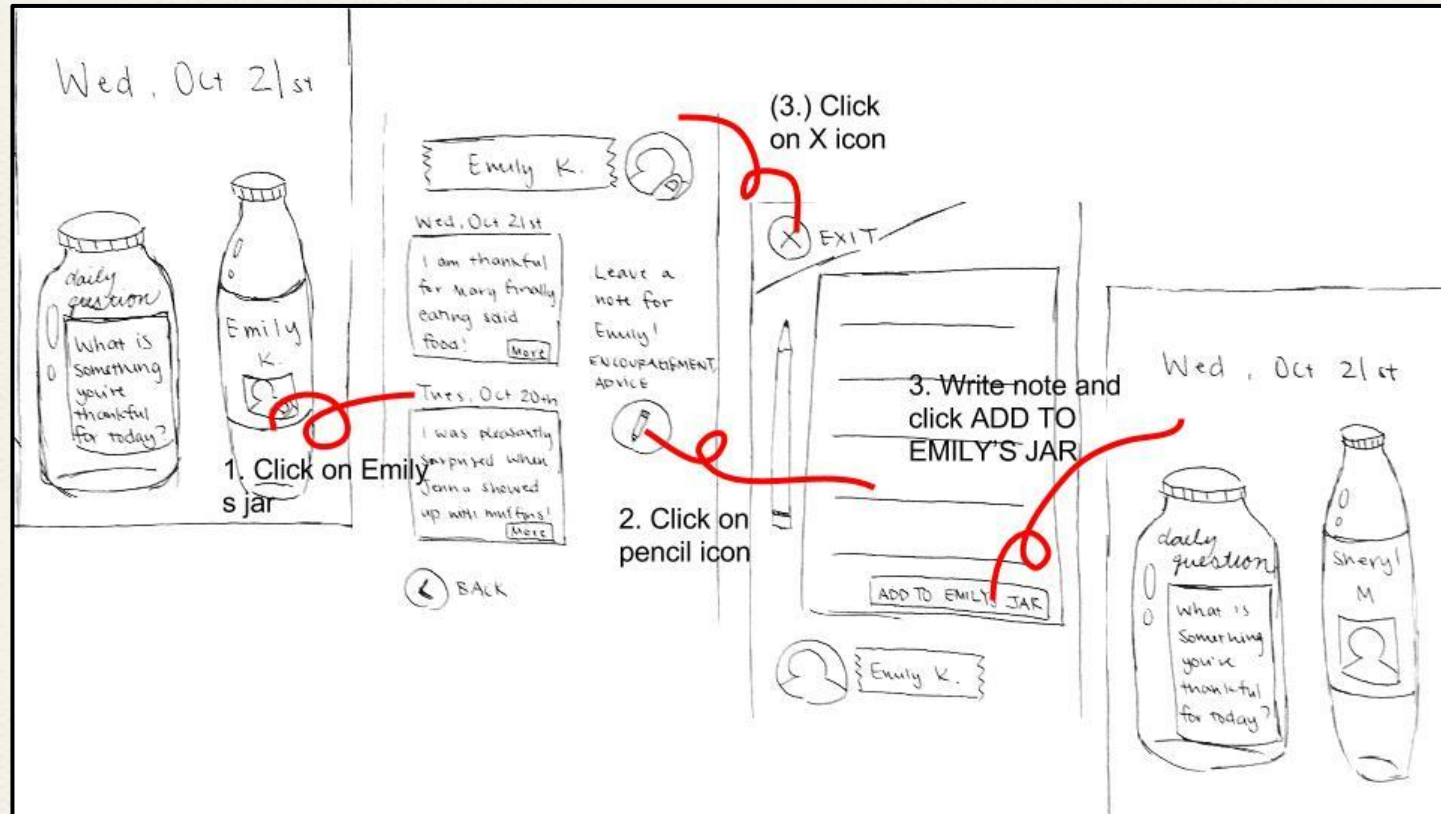 Wed, Oct 21st
daily
question
What is
something
you're
thankful
for today?
Emily
K.
1. Click on Emily
s jar
Emily K.
Wed, Oct 21st
I am thankful
for Mary finally
eating solid
food!
More
Tues, Oct 20th
I was pleasantly
surprised when
Jenna showed
up with muffins!
More
BACK
Leave a
note for
Emily!
ENCOURAGEMENT,
ADVICE
2. Click on
pencil icon
(3.) Click
on X icon
X EXIT
3. Write note and
click ADD TO
EMILY'S JAR
ADD TO EMILY'S JAR
Emily K.
Wed, Oct 21st
daily
question
What is
something
you're
thankful
for today?
Sheryl
M